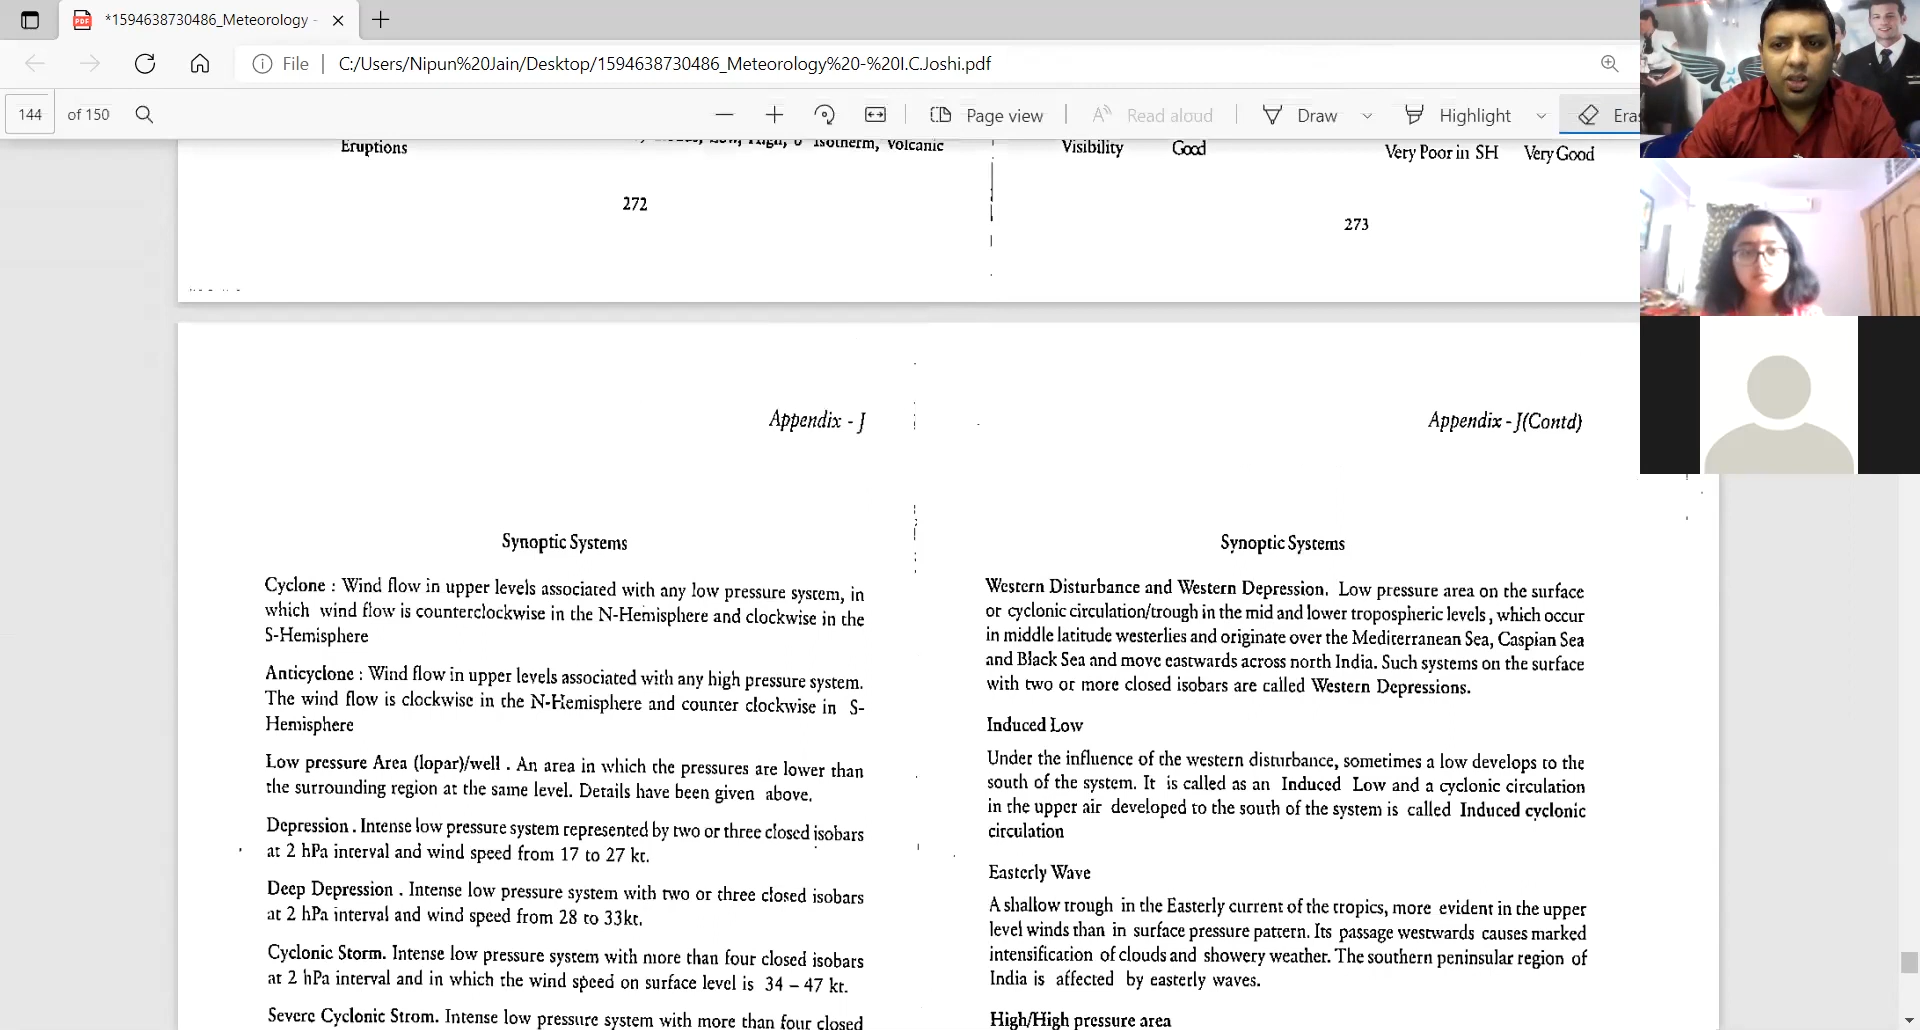 *1594638730486_Meteorology -
File
C:/Users/Nipun%20Jain/Desktop/1594638730486_Meteorology%20-%20I.C.Joshi.pdf
144
of 150
Page view
Read aloud
Draw
Highlight
Eras
Eruptions
Low, High, 0° Isotherm, Volcanic
272
Visibility Good Very Poor in SH Very Good
273
Appendix - J
Synoptic Systems
Cyclone : Wind flow in upper levels associated with any low pressure system, in
which wind flow is counterclockwise in the N-Hemisphere and clockwise in the
S-Hemisphere
Anticyclone : Wind flow in upper levels associated with any high pressure system.
The wind flow is clockwise in the N-Hemisphere and counter clockwise in S-
Hemisphere
Low pressure Area (lopar)/well . An area in which the pressures are lower than
the surrounding region at the same level. Details have been given above.
Depression . Intense low pressure system represented by two or three closed isobars
at 2 hPa interval and wind speed from 17 to 27 kt.
Deep Depression . Intense low pressure system with two or three closed isobars
at 2 hPa interval and wind speed from 28 to 33kt.
Cyclonic Storm. Intense low pressure system with more than four closed isobars
at 2 hPa interval and in which the wind speed on surface level is 34 – 47 kt.
Severe Cyclonic Strom. Intense low pressure system with more than four closed
Appendix - J(Contd)
Synoptic Systems
Western Disturbance and Western Depression. Low pressure area on the surface
or cyclonic circulation/trough in the mid and lower tropospheric levels, which occur
in middle latitude westerlies and originate over the Mediterranean Sea, Caspian Sea
and Black Sea and move eastwards across north India. Such systems on the surface
with two or more closed isobars are called Western Depressions.
Induced Low
Under the influence of the western disturbance, sometimes a low develops to the
south of the system. It is called as an Induced Low and a cyclonic circulation
in the upper air developed to the south of the system is called Induced cyclonic
circulation
Easterly Wave
A shallow trough in the Easterly current of the tropics, more evident in the upper
level winds than in surface pressure pattern. Its passage westwards causes marked
intensification of clouds and showery weather. The southern peninsular region of
India is affected by easterly waves.
High/High pressure area